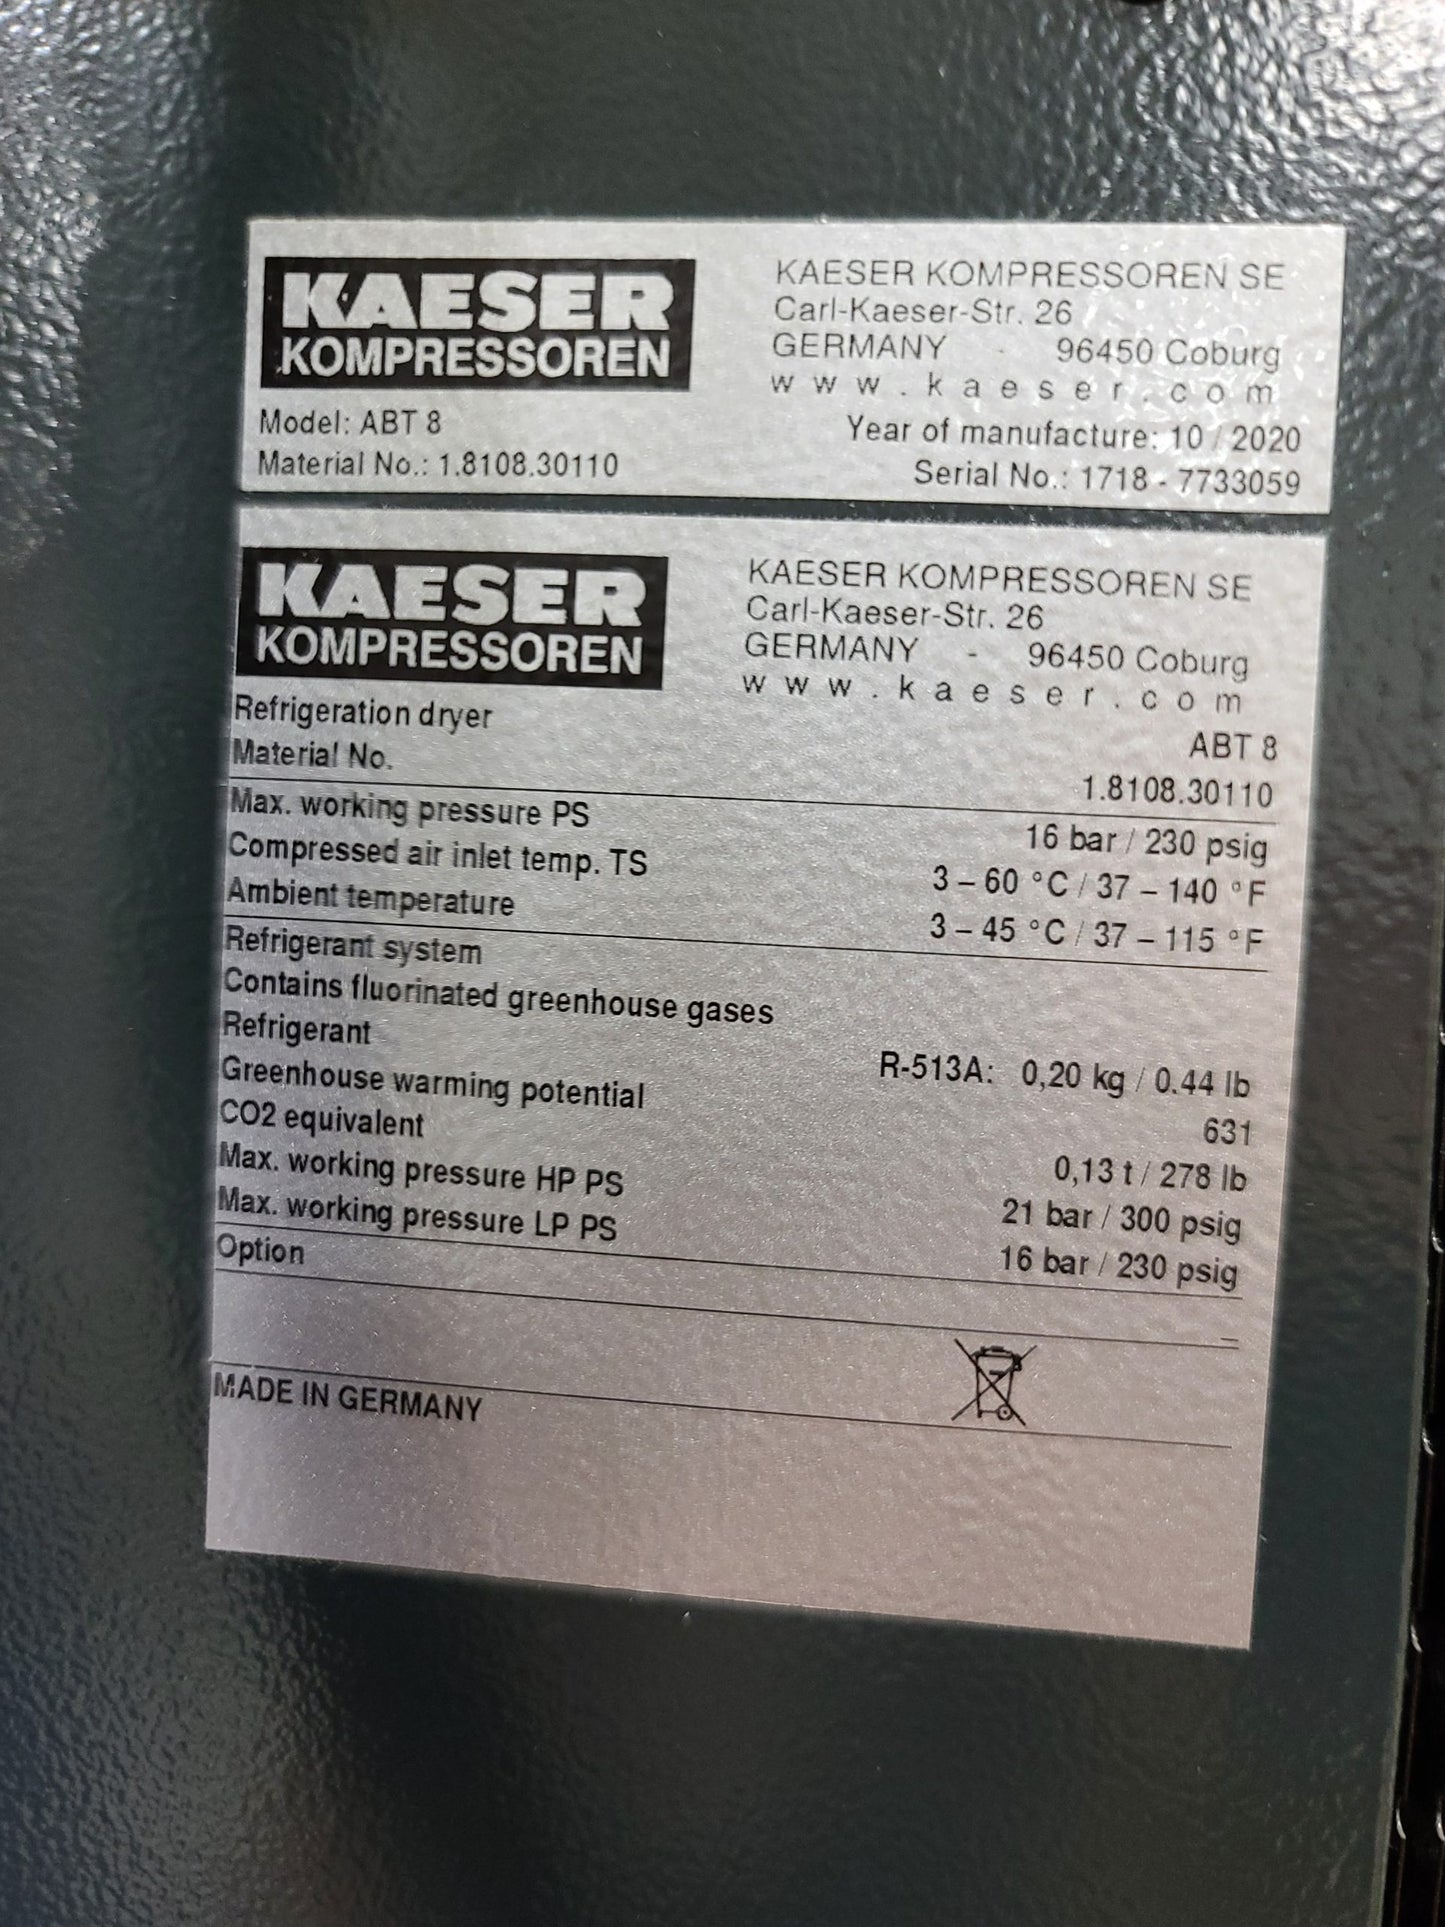 KAESER
KOMPRESSOREN
KAESER KOMPRESSOREN SE
Carl-Kaeser-Str. 26
GERMANY - 96450 Coburg
www.kaeser.com
Model: ABT 8
Year of manufacture: 10 / 2020
Material No.: 1.8108.30110
Serial No.: 1718 - 7733059
KAESER
KOMPRESSOREN
KAESER KOMPRESSOREN SE
Carl-Kaeser-Str. 26
GERMANY - 96450 Coburg
www.kaeser.com
Refrigeration dryer ABT 8
Material No. 1.8108.30110
Max. working pressure PS 16 bar / 230 psig
Compressed air inlet temp. TS 3 – 60 °C / 37 – 140 °F
Ambient temperature 3 – 45 °C / 37 – 115 °F
Refrigerant system
Contains fluorinated greenhouse gases
Refrigerant R-513A: 0,20 kg / 0.44 lb
Greenhouse warming potential 631
CO2 equivalent 0,13 t / 278 lb
Max. working pressure HP PS 21 bar / 300 psig
Max. working pressure LP PS 16 bar / 230 psig
Option –
MADE IN GERMANY